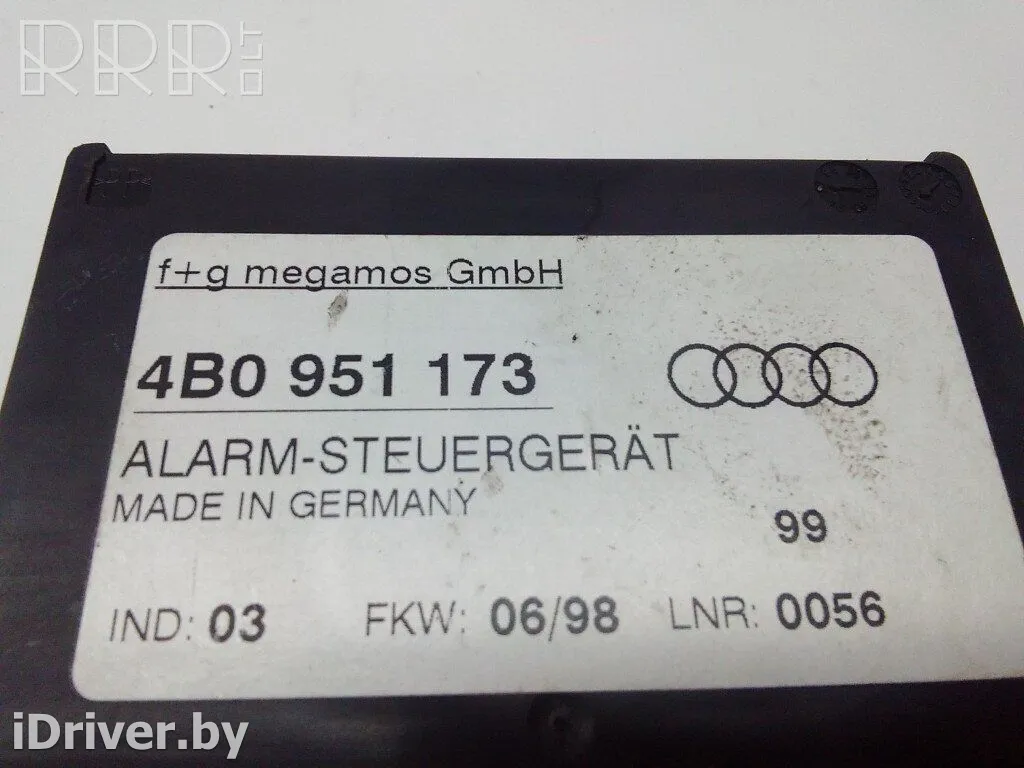 RRR.LT
f+g megamos GmbH
4B0 951 173
ALARM-STEUERGERÄT
MADE IN GERMANY
99
IND: 03 FKW: 06/98 LNR: 0056
iDriver.by